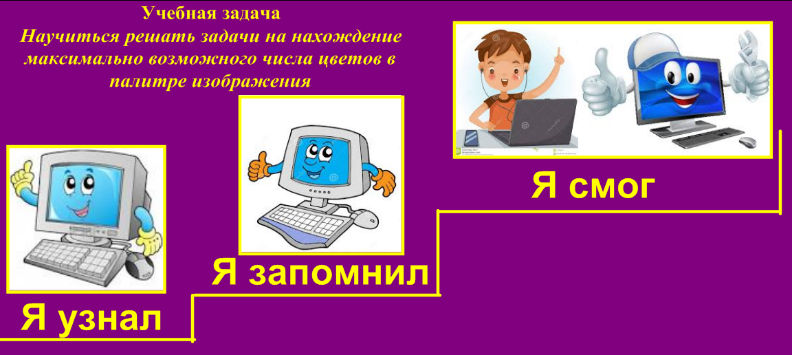 Учебная задача
Научиться решать задачи на нахождение
максимально возможного числа цветов в
палитре изображения
Я смог
Я запомнил
Я узнал